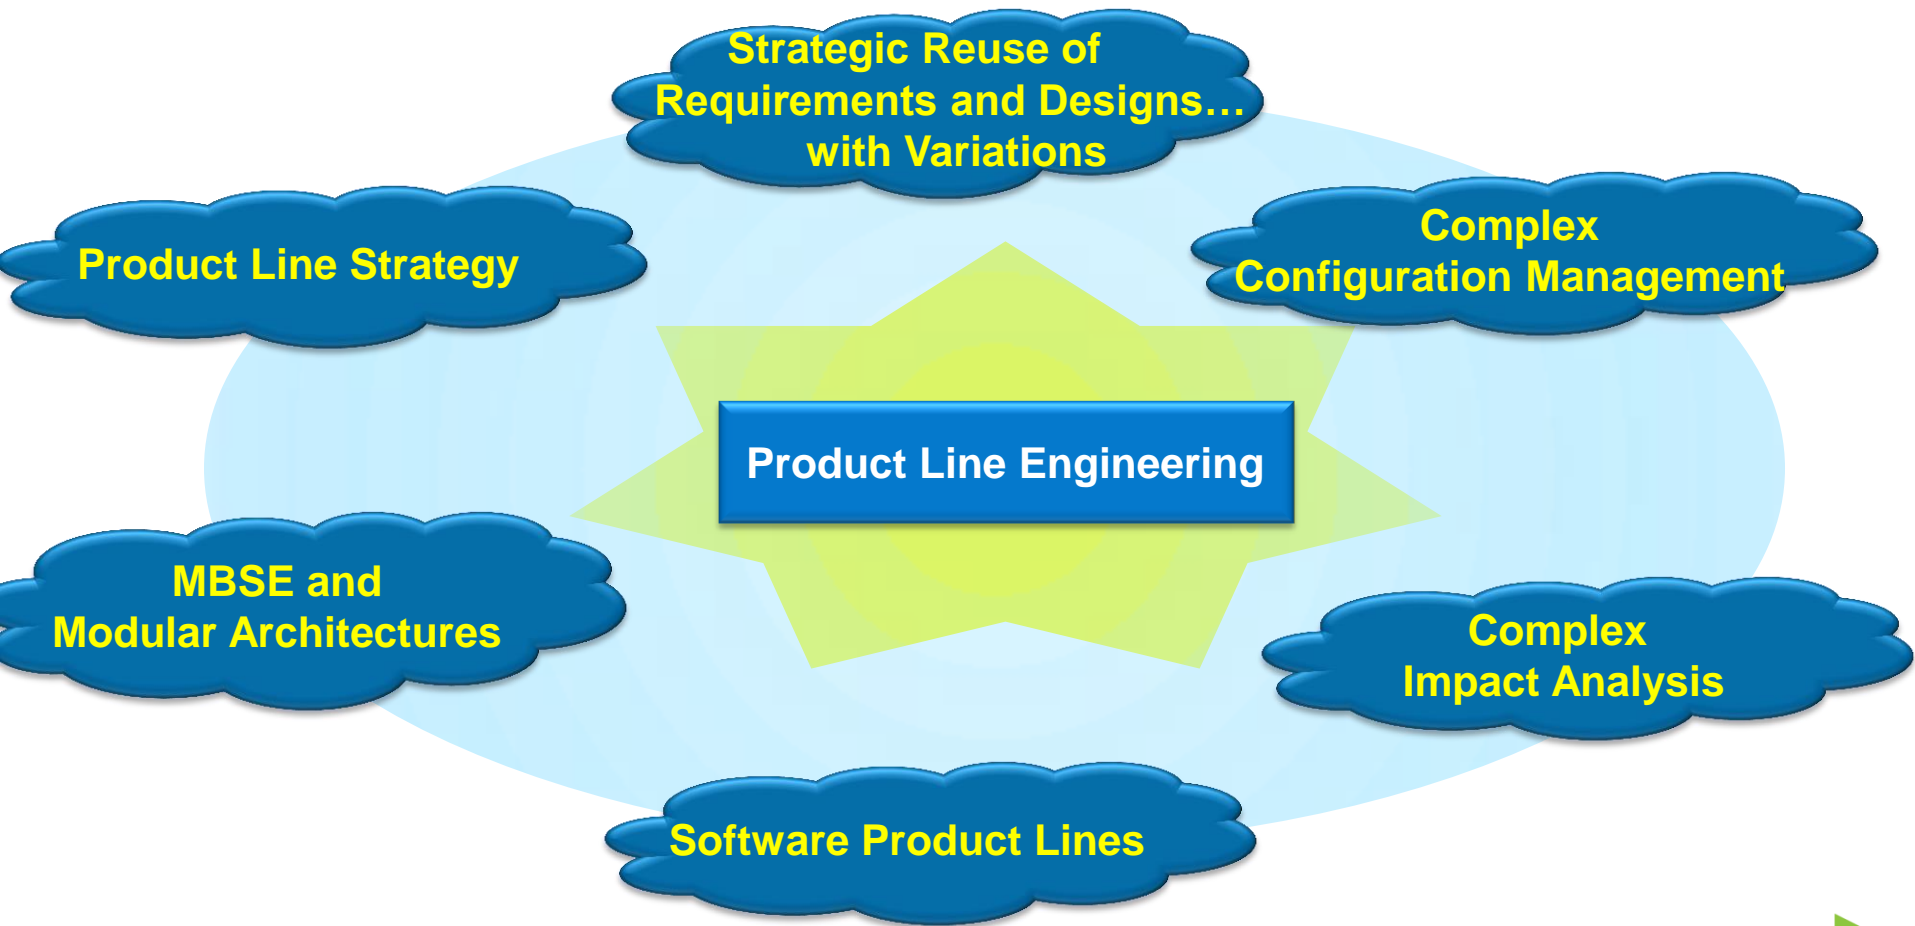 Strategic Reuse of
Requirements and Designs…
with Variations
Product Line Strategy
Complex
Configuration Management
Product Line Engineering
MBSE and
Modular Architectures
Complex
Impact Analysis
Software Product Lines